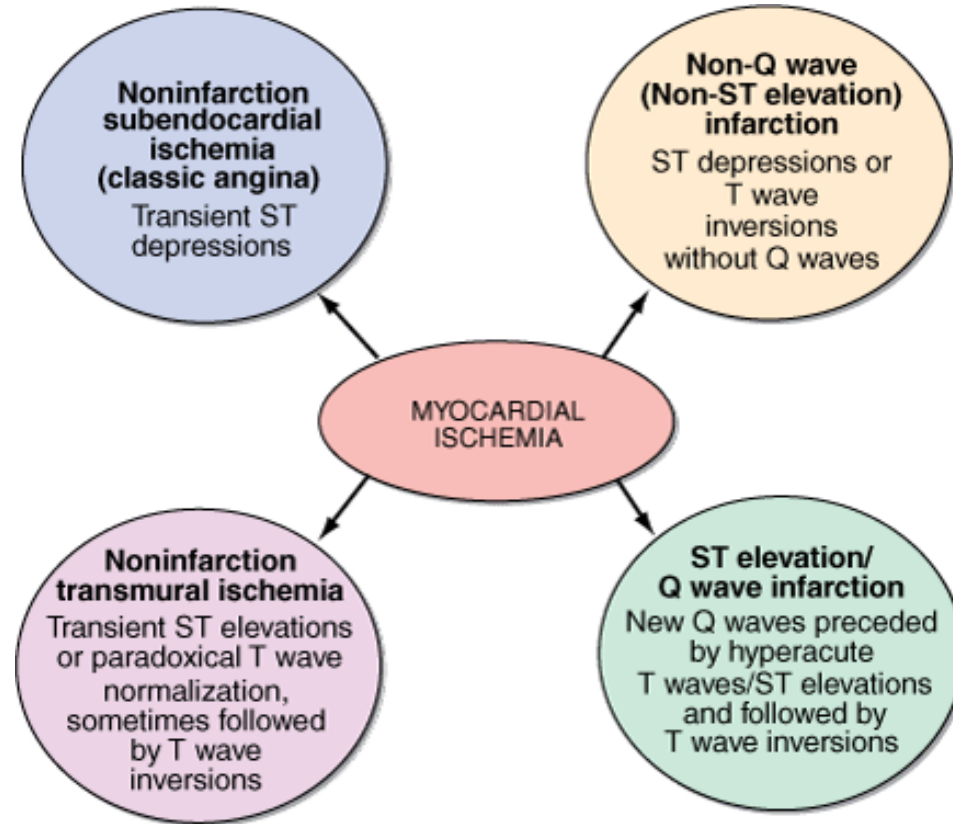 Noninfarction
subendocardial
ischemia
(classic angina)
Transient ST
depressions
Non-Q wave
(Non-ST elevation)
infarction
ST depressions or
T wave
inversions
without Q waves
MYOCARDIAL
ISCHEMIA
Noninfarction
transmural ischemia
Transient ST elevations
or paradoxical T wave
normalization,
sometimes followed
by T wave
inversions
ST elevation/
Q wave infarction
New Q waves preceded
by hyperacute
T waves/ST elevations
and followed by
T wave inversions